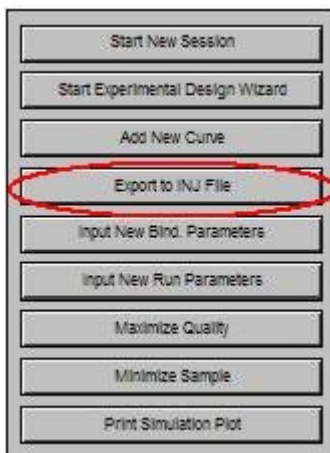 Start New Session
Start Experimental Design Wizard
Add New Curve
Export to INJ File
Input New Bind. Parameters
Input New Run Parameters
Maximize Quality
Minimize Sample
Print Simulation Plot